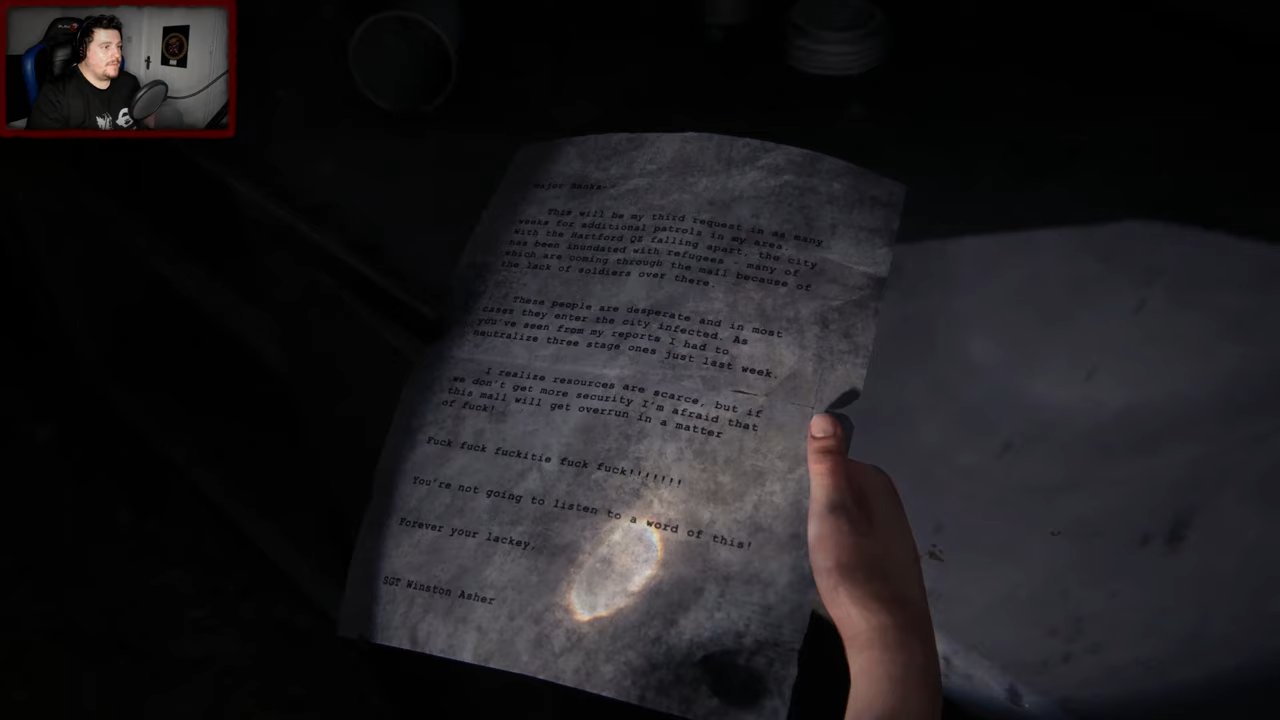 Major Banks-
This will be my third request in as many
weeks for additional patrols in my area.
With the Hartford QZ falling apart, the city
has been inundated with refugees - many of
which are coming through the mall because of
the lack of soldiers over there.
These people are desperate and in most
cases they enter the city infected. As
you've seen from my reports I had to
neutralize three stage ones just last week.
I realize resources are scarce, but if
we don't get more security I'm afraid that
this mall will get overrun in a matter
of fuck!
Fuck fuck fuckitie fuck fuck!!!!!!!
You're not going to listen to a word of this!
Forever your lackey,
SGT Winston Asher